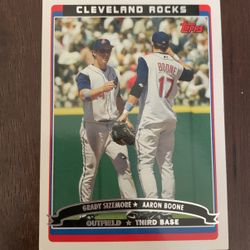 CLEVELAND ROCKS
Topps
BOONE
17
GRADY SIZEMORE ★ AARON BOONE
OUTFIELD ★ THIRD BASE